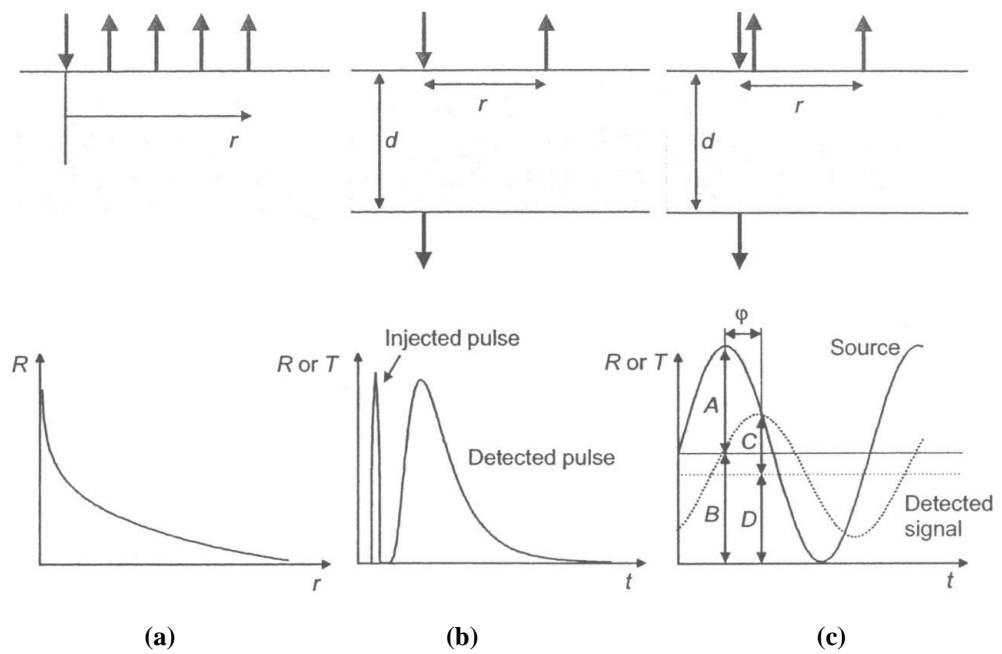 r
r
d
r
d
R
r
Injected pulse
R or T
Detected pulse
t
φ
Source
R or T
A
C
B
D
Detected
signal
t
(a)
(b)
(c)